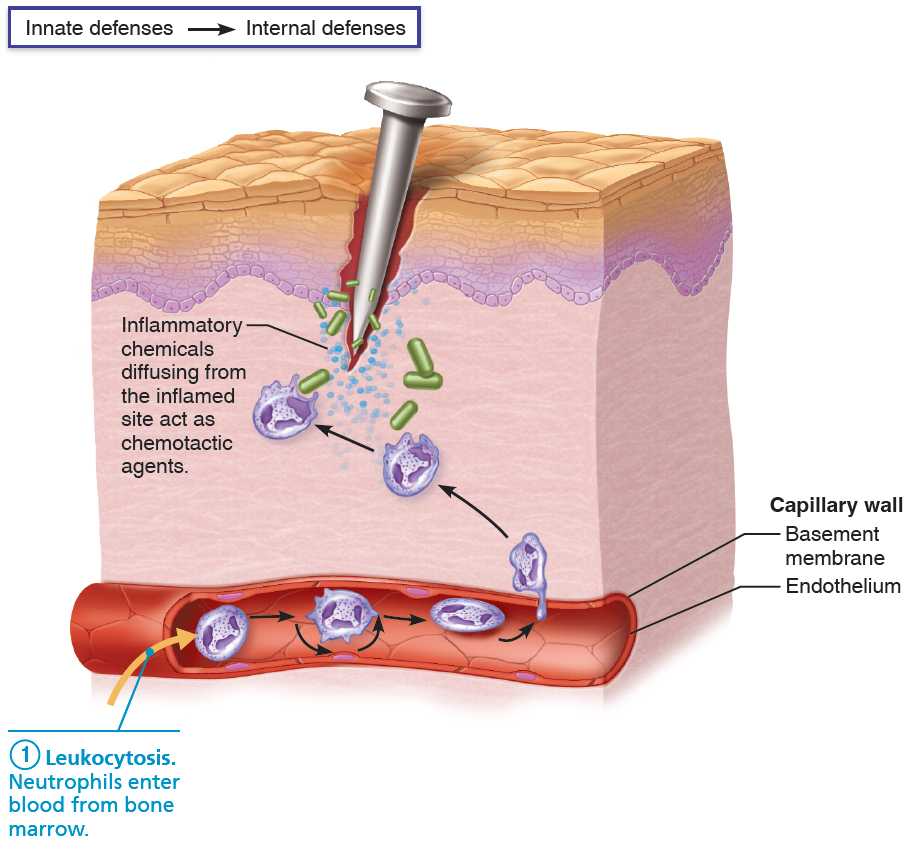 Innate defenses → Internal defenses
Inflammatory
chemicals
diffusing from
the inflamed
site act as
chemotactic
agents.
Capillary wall
Basement
membrane
Endothelium
1 Leukocytosis.
Neutrophils enter
blood from bone
marrow.